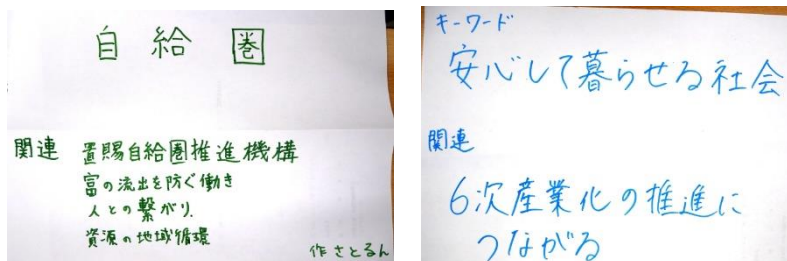 自給圏
関連 置賜自給圏推進機構
富の流出を防ぐ働き
人との繋がり.
資源の地域循環
作さとるん
キーワード
安心して暮らせる社会
関連
6次産業化の推進に
つながる